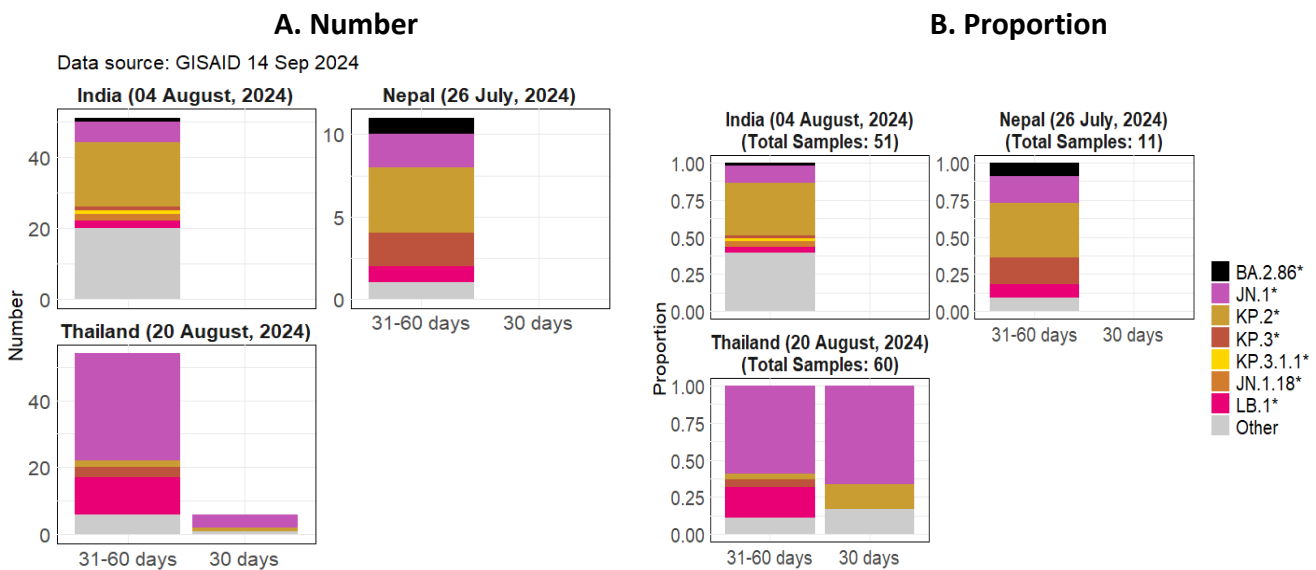 A. Number
Data source: GISAID 14 Sep 2024
India (04 August, 2024)
Nepal (26 July, 2024)
40
20
0
10
5
0
31-60 days
30 days
Thailand (20 August, 2024)
Number
40
20
0
31-60 days
30 days
B. Proportion
India (04 August, 2024)
(Total Samples: 51)
Nepal (26 July, 2024)
(Total Samples: 11)
1.00
0.75
0.50
0.25
0.00
1.00
0.75
0.50
0.25
0.00
31-60 days
30 days
Thailand (20 August, 2024)
(Total Samples: 60)
Proportion
1.00
0.75
0.50
0.25
0.00
31-60 days
30 days
BA.2.86*
JN.1*
KP.2*
KP.3*
KP.3.1.1*
JN.1.18*
LB.1*
Other